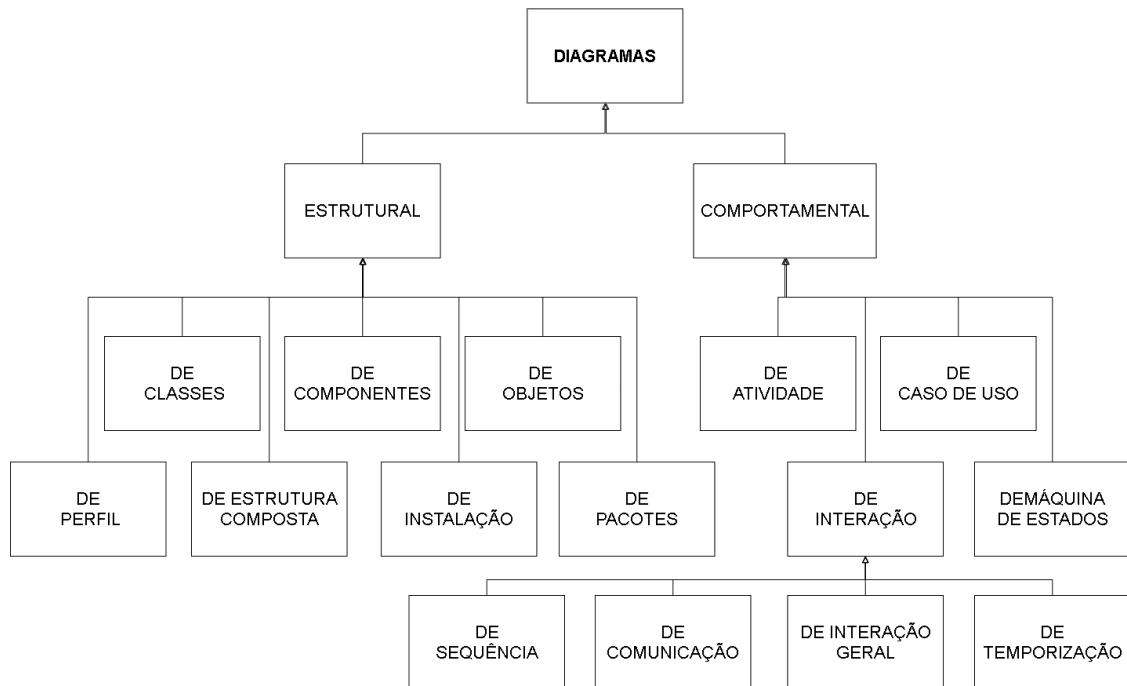 DIAGRAMAS
ESTRUTURAL
COMPORTAMENTAL
DE
CLASSES
DE
COMPONENTES
DE
OBJETOS
DE
ATIVIDADE
DE
CASO DE USO
DE
PERFIL
DE ESTRUTURA
COMPOSTA
DE
INSTALAÇÃO
DE
PACOTES
DE
INTERAÇÃO
DEMÁQUINA
DE ESTADOS
DE
SEQUÊNCIA
DE
COMUNICAÇÃO
DE INTERAÇÃO
GERAL
DE
TEMPORIZAÇÃO